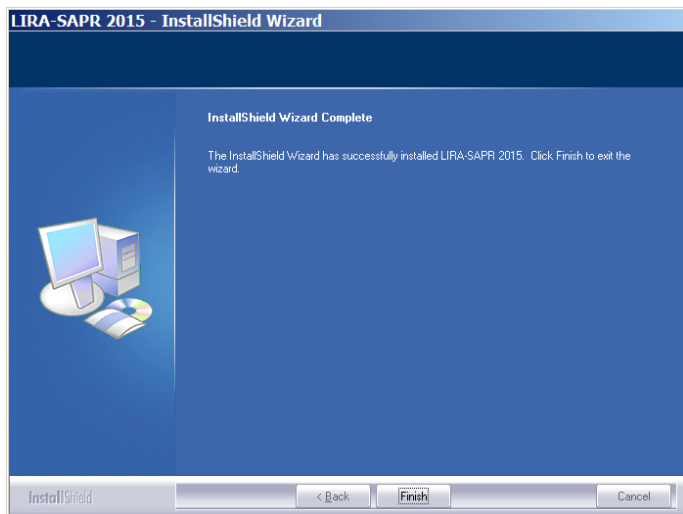 LIRA-SAPR 2015 - InstallShield Wizard
InstallShield Wizard Complete
The InstallShield Wizard has successfully installed LIRA-SAPR 2015. Click Finish to exit the
wizard.
InstallShield
< Back
Finish
Cancel